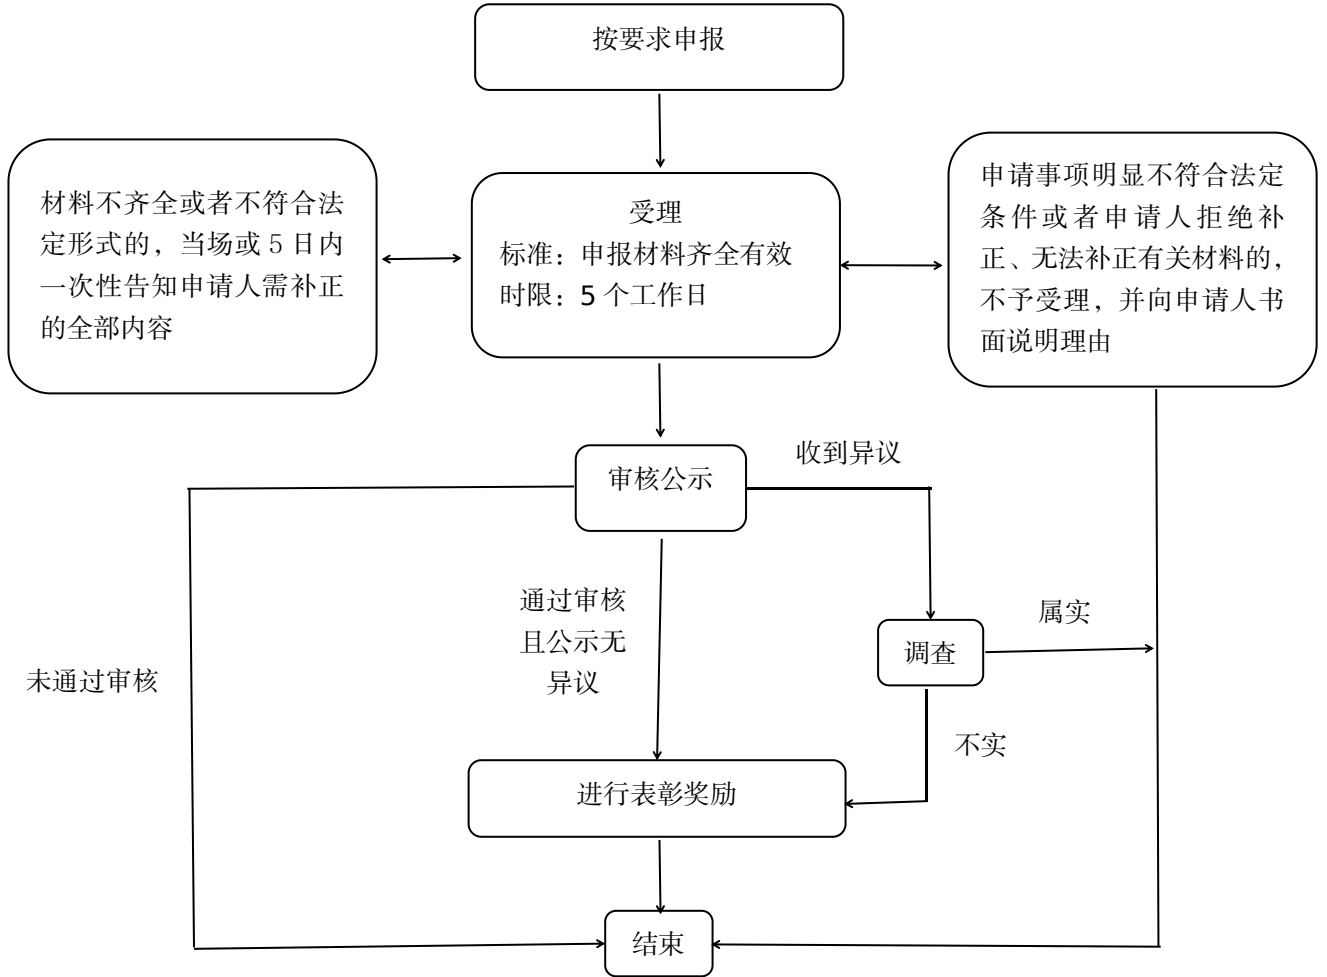 按要求申报
材料不齐全或者不符合法
定形式的，当场或 5 日内
一次性告知申请人需补正
的全部内容
受理
标准：申报材料齐全有效
时限：5 个工作日
申请事项明显不符合法定
条件或者申请人拒绝补
正、无法补正有关材料的，
不予受理，并向申请人书
面说明理由
审核公示
收到异议
通过审核
且公示无
异议
调查
属实
未通过审核
不实
进行表彰奖励
结束